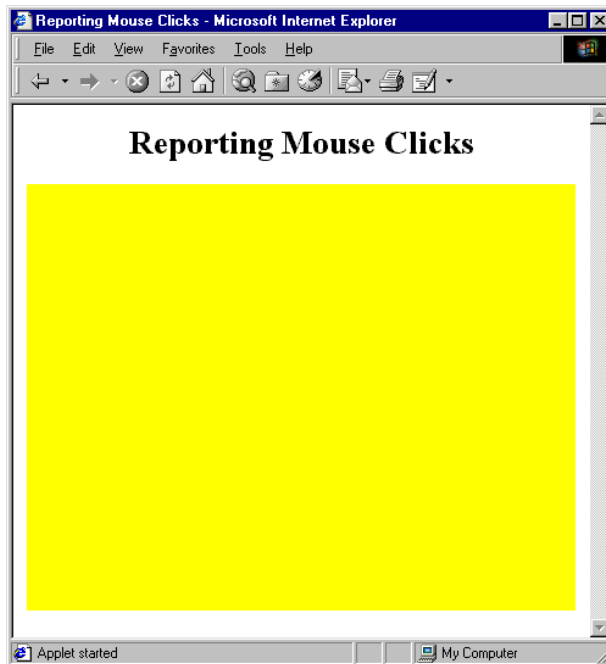 Reporting Mouse Clicks - Microsoft Internet Explorer
File Edit View Favorites Tools Help
Reporting Mouse Clicks
Applet started
My Computer